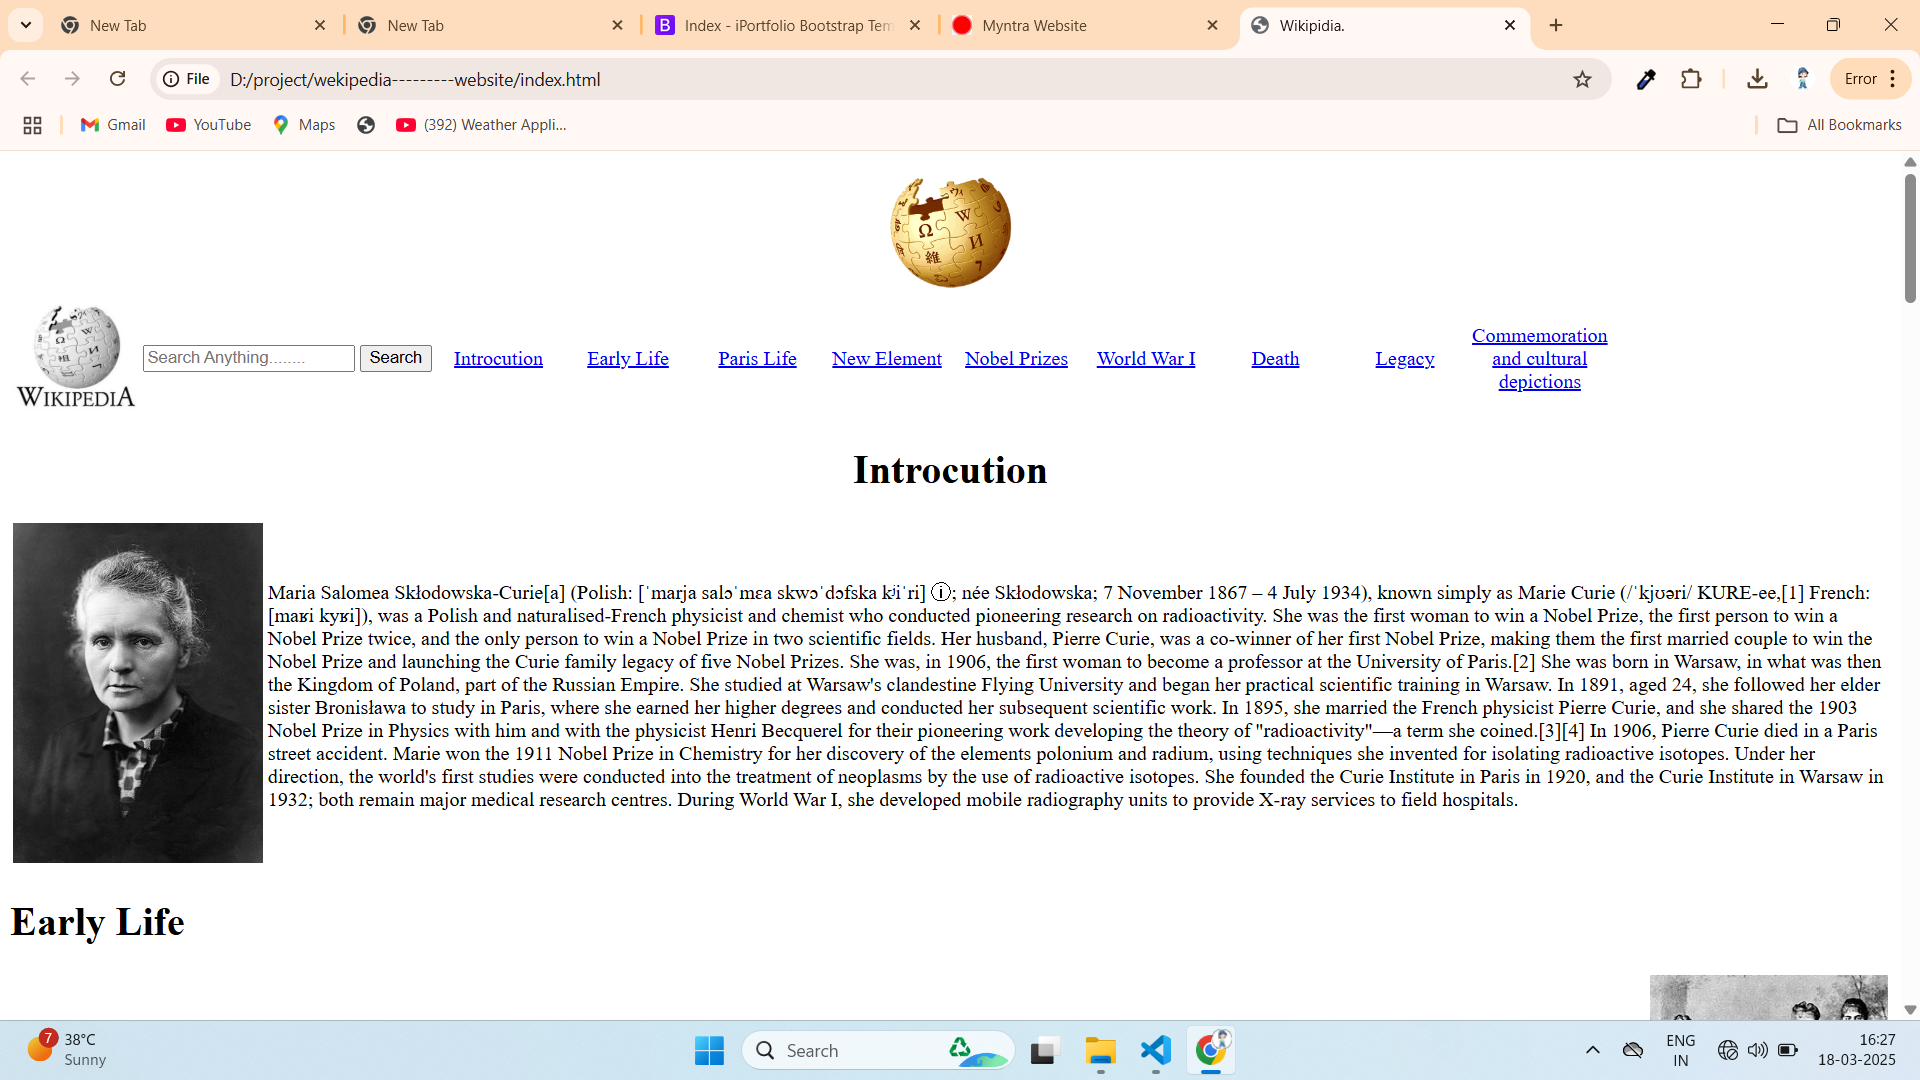 New Tab
New Tab
Index - iPortfolio Bootstrap Tem
Myntra Website
Wikipidia.
File
D:/project/wekipedia---------website/index.html
Error
Gmail
YouTube
Maps
(392) Weather Appli...
All Bookmarks
WIKIPEDIA
Search Anything........
Search
Introcution
Early Life
Paris Life
New Element
Nobel Prizes
World War I
Death
Legacy
Commemoration
and cultural
depictions
Introcution
Maria Salomea Skłodowska-Curie[a] (Polish: [ˈmarja salɔˈmɛa skwɔˈdɔfska kʲiˈri] ⓘ; née Skłodowska; 7 November 1867 – 4 July 1934), known simply as Marie Curie (/ˈkjʊəri/ KURE-ee,[1] French:
[maʁi kyʁi]), was a Polish and naturalised-French physicist and chemist who conducted pioneering research on radioactivity. She was the first woman to win a Nobel Prize, the first person to win a
Nobel Prize twice, and the only person to win a Nobel Prize in two scientific fields. Her husband, Pierre Curie, was a co-winner of her first Nobel Prize, making them the first married couple to win the
Nobel Prize and launching the Curie family legacy of five Nobel Prizes. She was, in 1906, the first woman to become a professor at the University of Paris.[2] She was born in Warsaw, in what was then
the Kingdom of Poland, part of the Russian Empire. She studied at Warsaw's clandestine Flying University and began her practical scientific training in Warsaw. In 1891, aged 24, she followed her elder
sister Bronisława to study in Paris, where she earned her higher degrees and conducted her subsequent scientific work. In 1895, she married the French physicist Pierre Curie, and she shared the 1903
Nobel Prize in Physics with him and with the physicist Henri Becquerel for their pioneering work developing the theory of "radioactivity"—a term she coined.[3][4] In 1906, Pierre Curie died in a Paris
street accident. Marie won the 1911 Nobel Prize in Chemistry for her discovery of the elements polonium and radium, using techniques she invented for isolating radioactive isotopes. Under her
direction, the world's first studies were conducted into the treatment of neoplasms by the use of radioactive isotopes. She founded the Curie Institute in Paris in 1920, and the Curie Institute in Warsaw in
1932; both remain major medical research centres. During World War I, she developed mobile radiography units to provide X-ray services to field hospitals.
Early Life
7
38°C
Sunny
Search
ENG
IN
16:27
18-03-2025